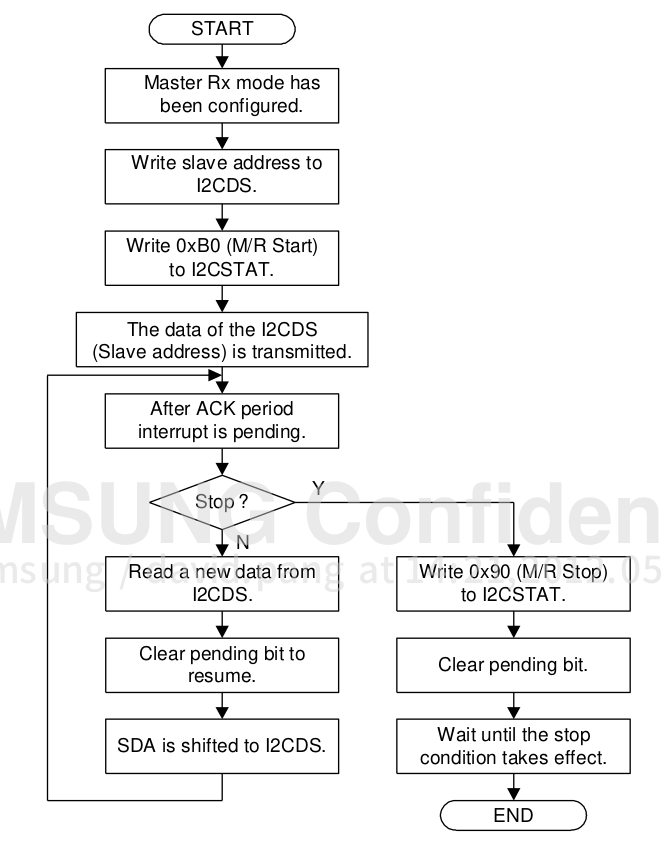 START
Master Rx mode has
been configured.
Write slave address to
I2CDS.
Write 0xB0 (M/R Start)
to I2CSTAT.
The data of the I2CDS
(Slave address) is transmitted.
After ACK period
interrupt is pending.
Stop ?
Y
N
MSUNG Confiden
msung / david.pang at
Read a new data from
I2CDS.
Clear pending bit to
resume.
SDA is shifted to I2CDS.
Write 0x90 (M/R Stop)
to I2CSTAT.
Clear pending bit.
Wait until the stop
condition takes effect.
END